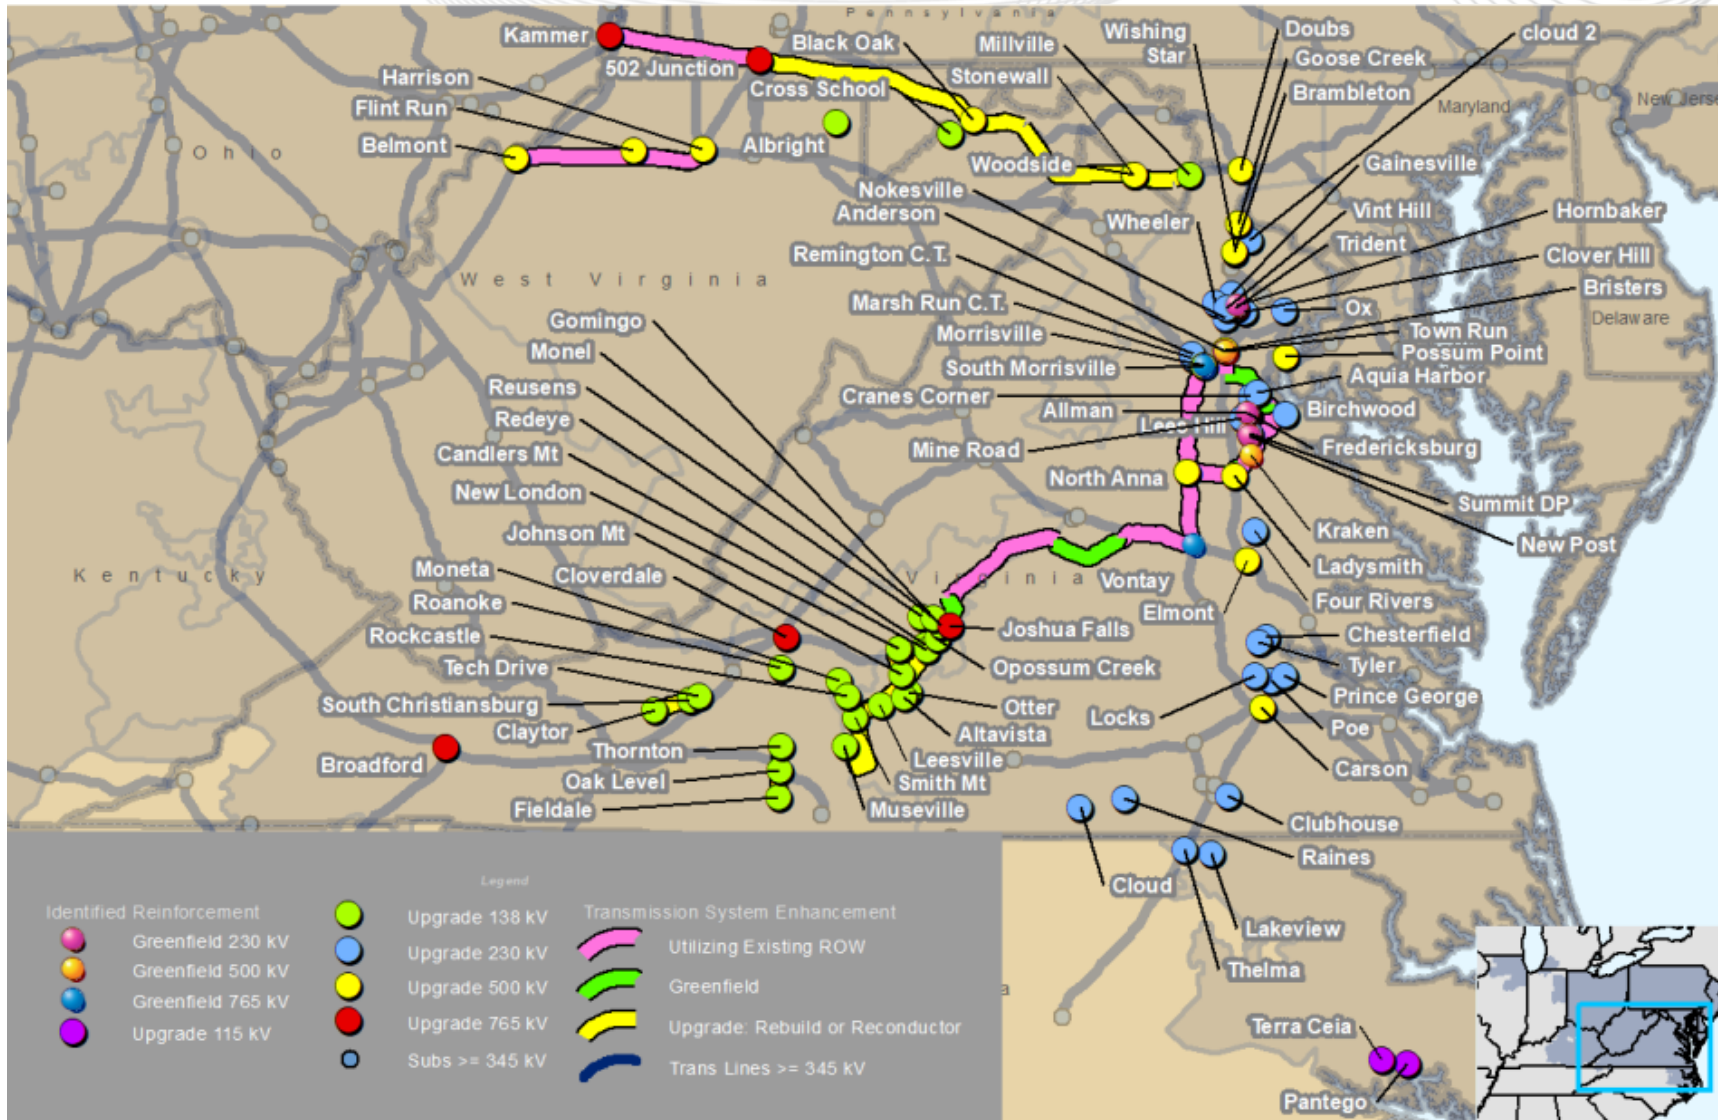 Pennsylvania
Kammer
502 Junction
Black Oak
Millville
Wishing
Star
Doubs
cloud 2
Harrison
Cross School
Stonewall
Goose Creek
Flint Run
Brambleton
Maryland
Belmont
Albright
Ohio
Woodside
Gainesville
Nokesville
Anderson
Wheeler
Vint Hill
Hornbaker
Remington C.T.
Trident
Clover Hill
West Virginia
Bristers
Marsh Run C.T.
Ox
Delaware
Gomingo
Morrisville
Town Run
Monel
South Morrisville
Possum Point
Reusens
Cranes Corner
Aquia Harbor
Redeye
Allman
Lees Hill
Birchwood
Candlers Mt
Mine Road
Fredericksburg
New London
North Anna
Summit DP
Johnson Mt
Kraken
New Post
Moneta
Cloverdale
Kentucky
Virginia
Vontay
Ladysmith
Roanoke
Elmont
Four Rivers
Rockcastle
Joshua Falls
Chesterfield
Tech Drive
Opossum Creek
Tyler
South Christiansburg
Otter
Prince George
Claytor
Altavista
Locks
Poe
Broadford
Thornton
Leesville
Carson
Oak Level
Smith Mt
Fieldale
Museville
Clubhouse
Raines
Cloud
Lakeview
Thelma
Terra Ceia
Pantego
Legend
Identified Reinforcement
Greenfield 230 kV
Greenfield 500 kV
Greenfield 765 kV
Upgrade 115 kV
Upgrade 138 kV
Upgrade 230 kV
Upgrade 500 kV
Upgrade 765 kV
Subs >= 345 kV
Transmission System Enhancement
Utilizing Existing ROW
Greenfield
Upgrade: Rebuild or Reconductor
Trans Lines >= 345 kV